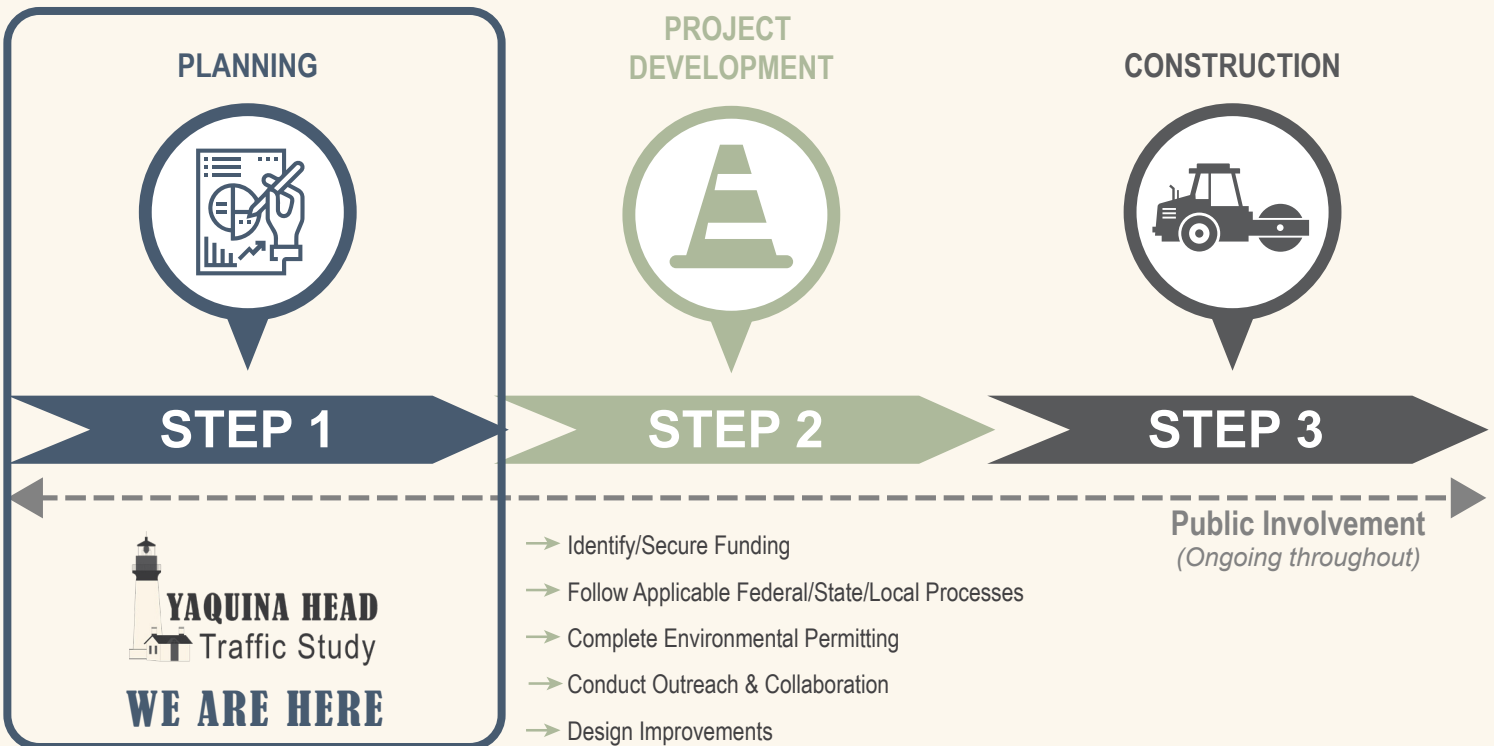 PLANNING
PROJECT
DEVELOPMENT
CONSTRUCTION
STEP 1
STEP 2
STEP 3
Public Involvement
(Ongoing throughout)
YAQUINA HEAD
Traffic Study
WE ARE HERE
Identify/Secure Funding
Follow Applicable Federal/State/Local Processes
Complete Environmental Permitting
Conduct Outreach & Collaboration
Design Improvements